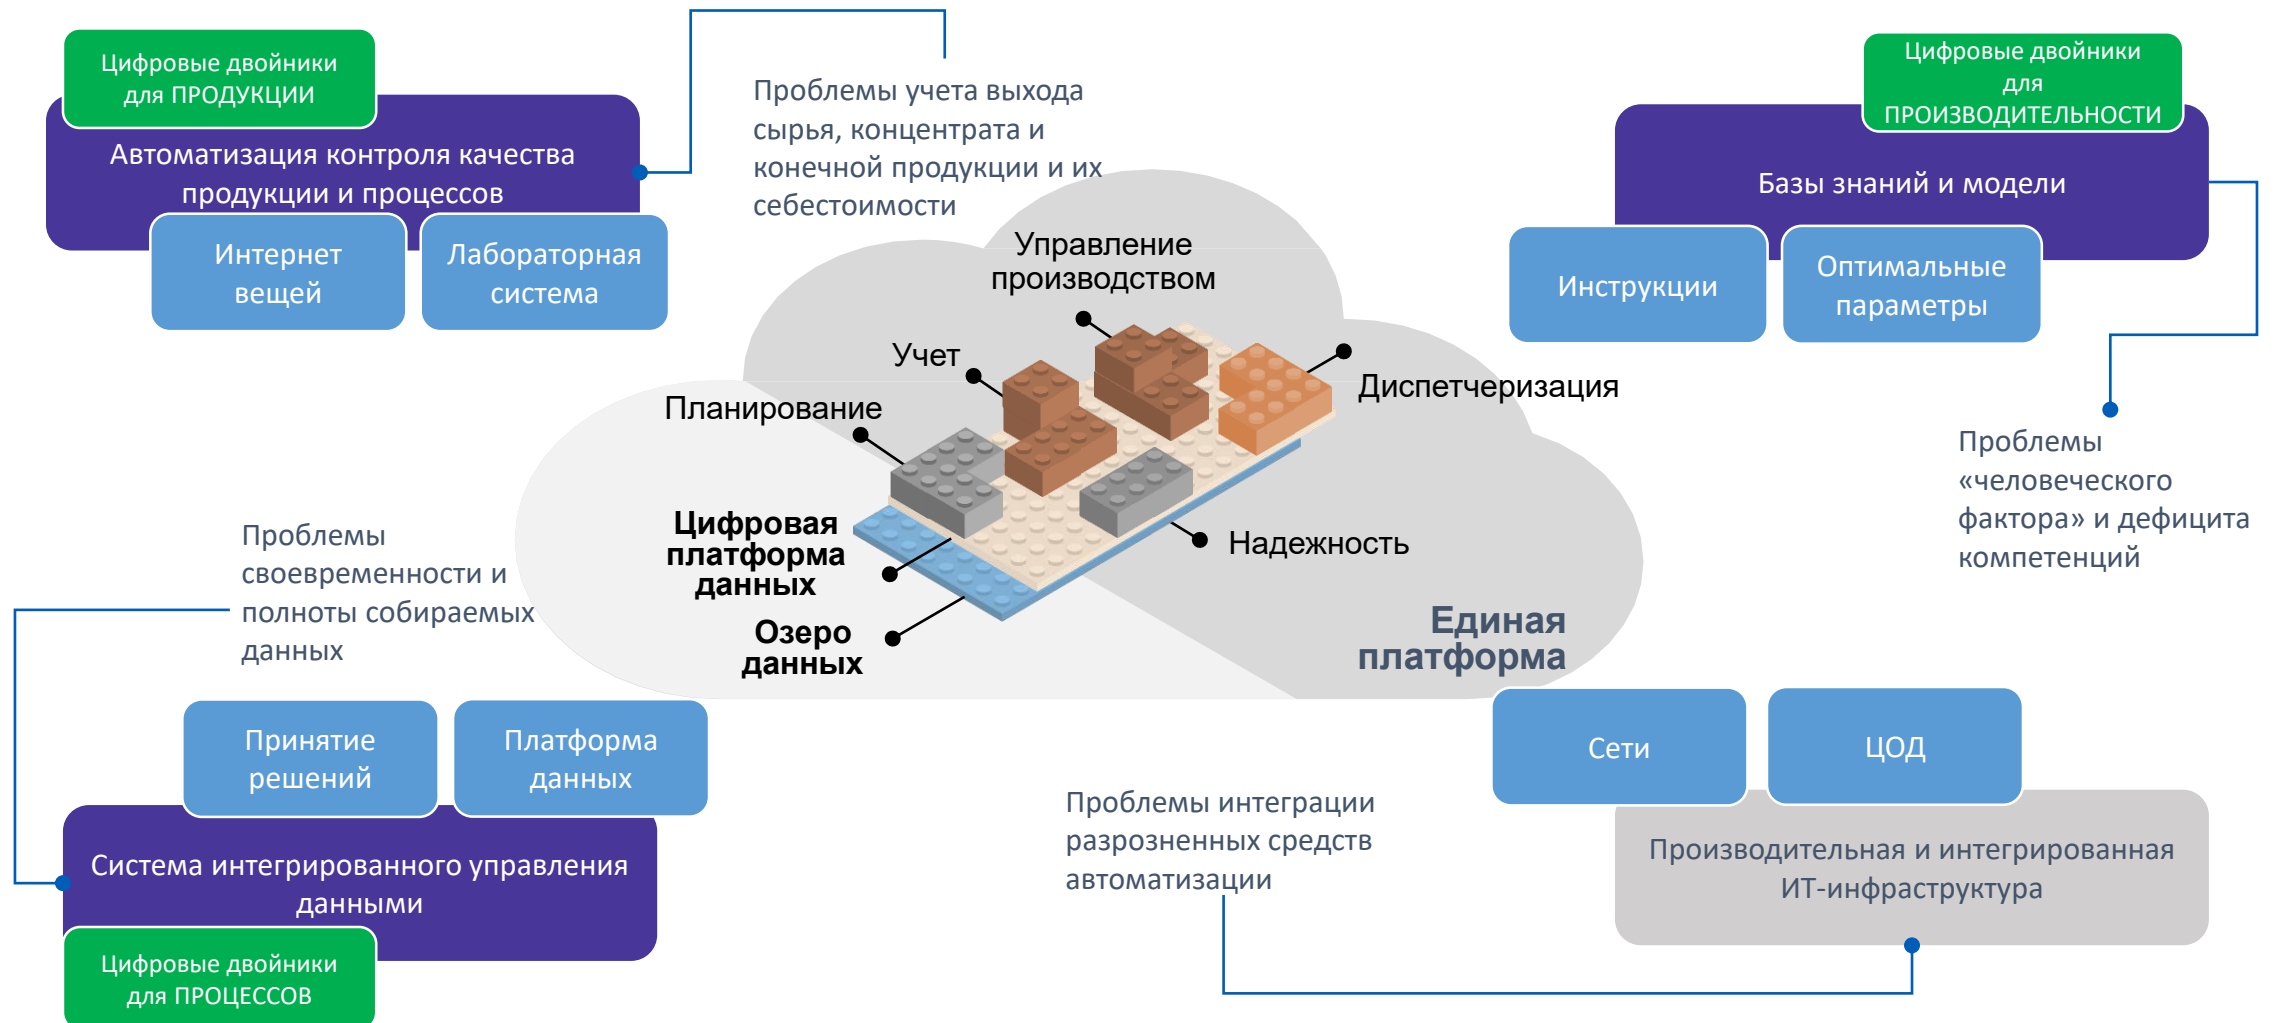 Цифровые двойники
для ПРОДУКЦИИ
Автоматизация контроля качества
продукции и процессов
Интернет
вещей
Лабораторная
система
Проблемы учета выхода
сырья, концентрата и
конечной продукции и их
себестоимости
Цифровые двойники
для
ПРОИЗВОДИТЕЛЬНОСТИ
Базы знаний и модели
Инструкции
Оптимальные
параметры
Управление
производством
Учет
Планирование
Диспетчеризация
Цифровая
платформа
данных
Надежность
Озеро
данных
Единая
платформа
Проблемы
«человеческого
фактора» и дефицита
компетенций
Проблемы
своевременности и
полноты собираемых
данных
Принятие
решений
Платформа
данных
Система интегрированного управления
данными
Цифровые двойники
для ПРОЦЕССОВ
Проблемы интеграции
разрозненных средств
автоматизации
Сети
ЦОД
Производительная и интегрированная
ИТ-инфраструктура